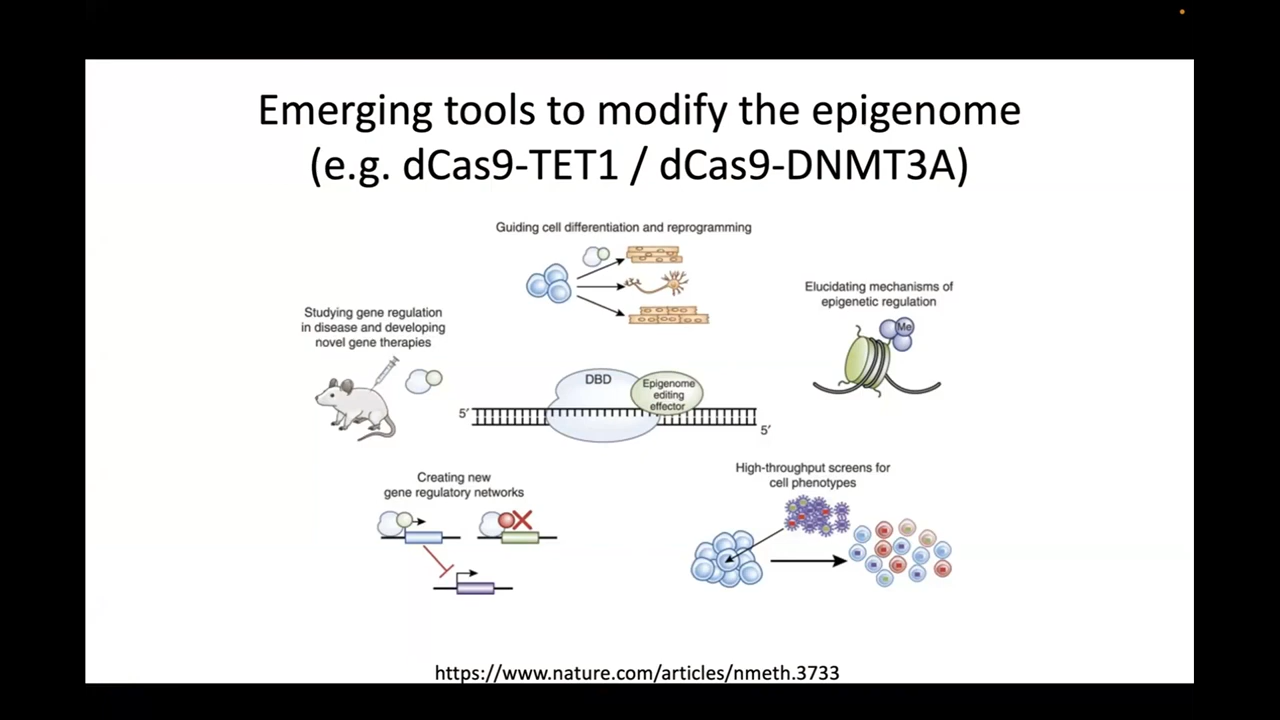 Emerging tools to modify the epigenome
(e.g. dCas9-TET1 / dCas9-DNMT3A)
Guiding cell differentiation and reprogramming
Elucidating mechanisms of
epigenetic regulation
Me
Studying gene regulation
in disease and developing
novel gene therapies
DBD
Epigenome
editing
effector
5′
5′
Creating new
gene regulatory networks
High-throughput screens for
cell phenotypes
https://www.nature.com/articles/nmeth.3733